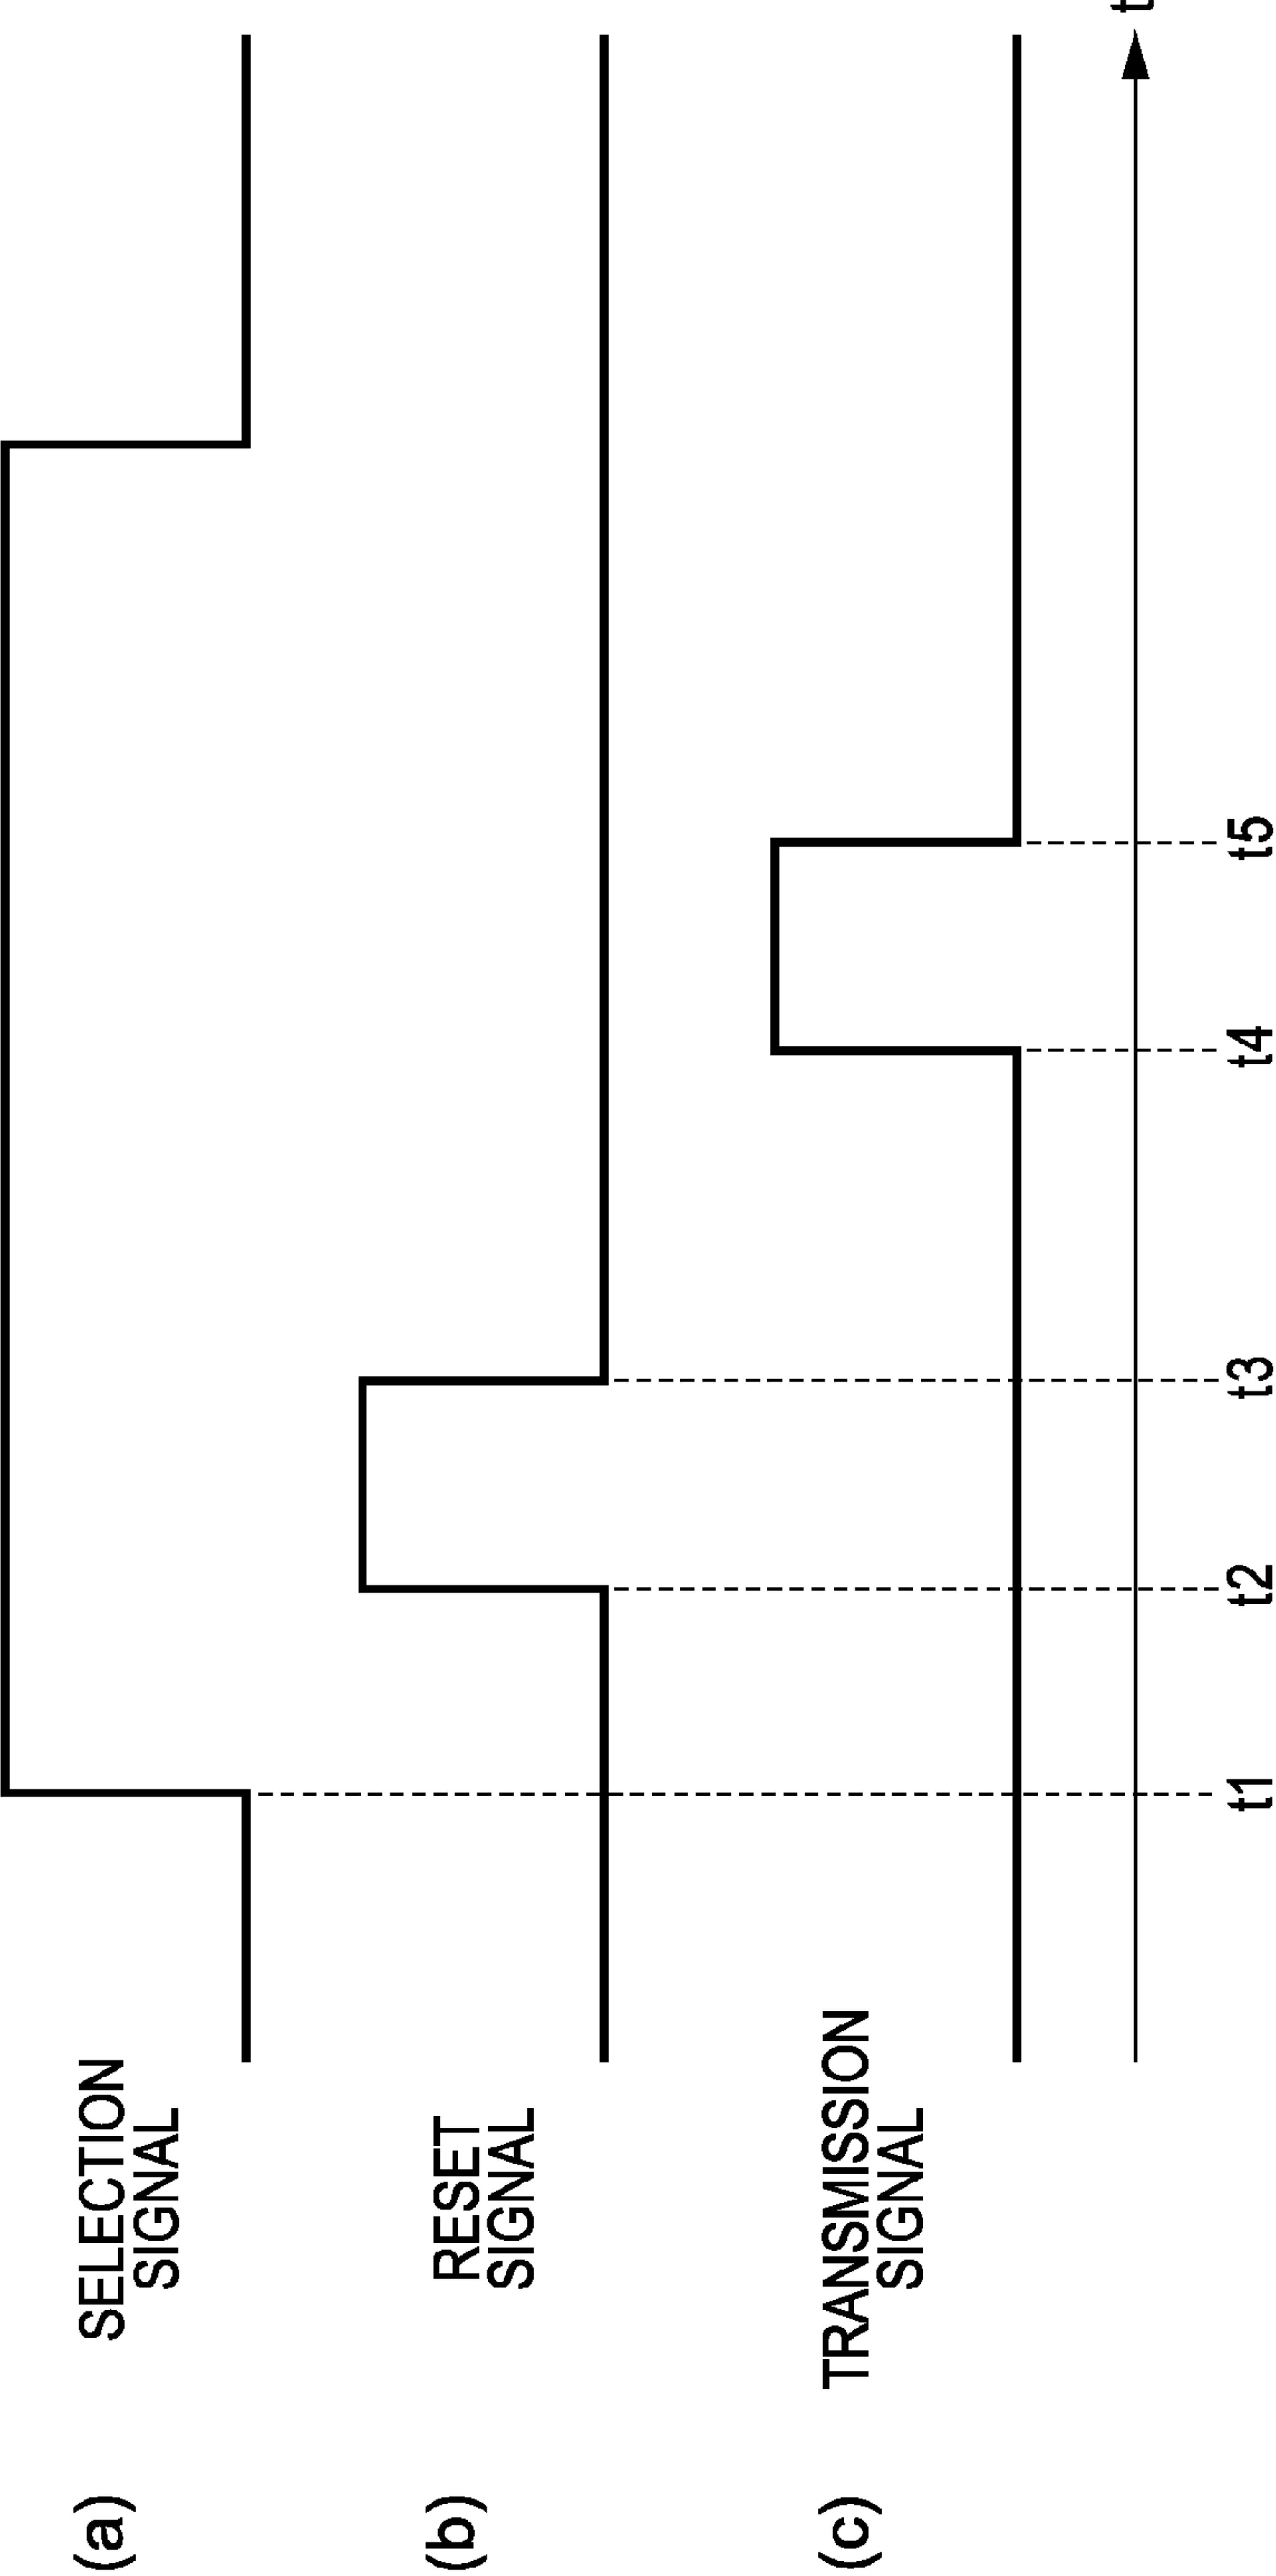 (a)
SELECTION
SIGNAL
(b)
RESET
SIGNAL
(c)
TRANSMISSION
SIGNAL
t1
t2
t3
t4
t5
t